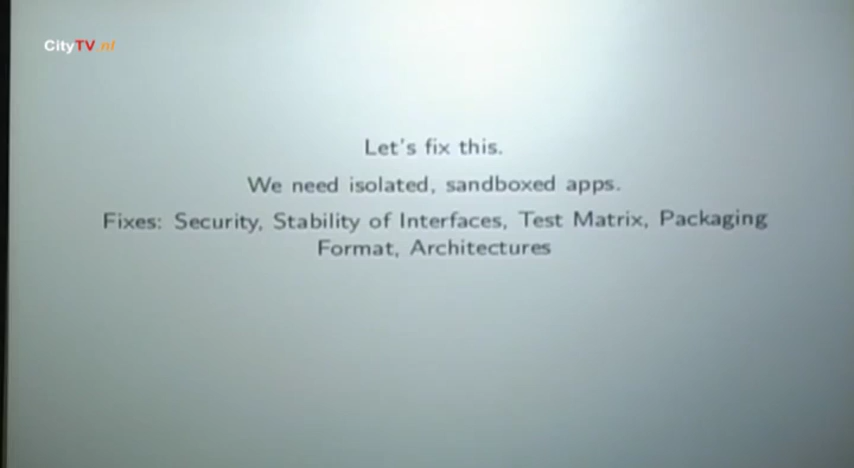 CityTV.nl
Let's fix this.
We need isolated, sandboxed apps.
Fixes: Security, Stability of Interfaces, Test Matrix, Packaging
Format, Architectures